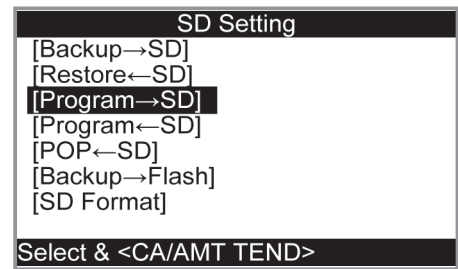 SD Setting
[Backup→SD]
[Restore←SD]
[Program→SD]
[Program←SD]
[POP←SD]
[Backup→Flash]
[SD Format]
Select & <CA/AMT TEND>